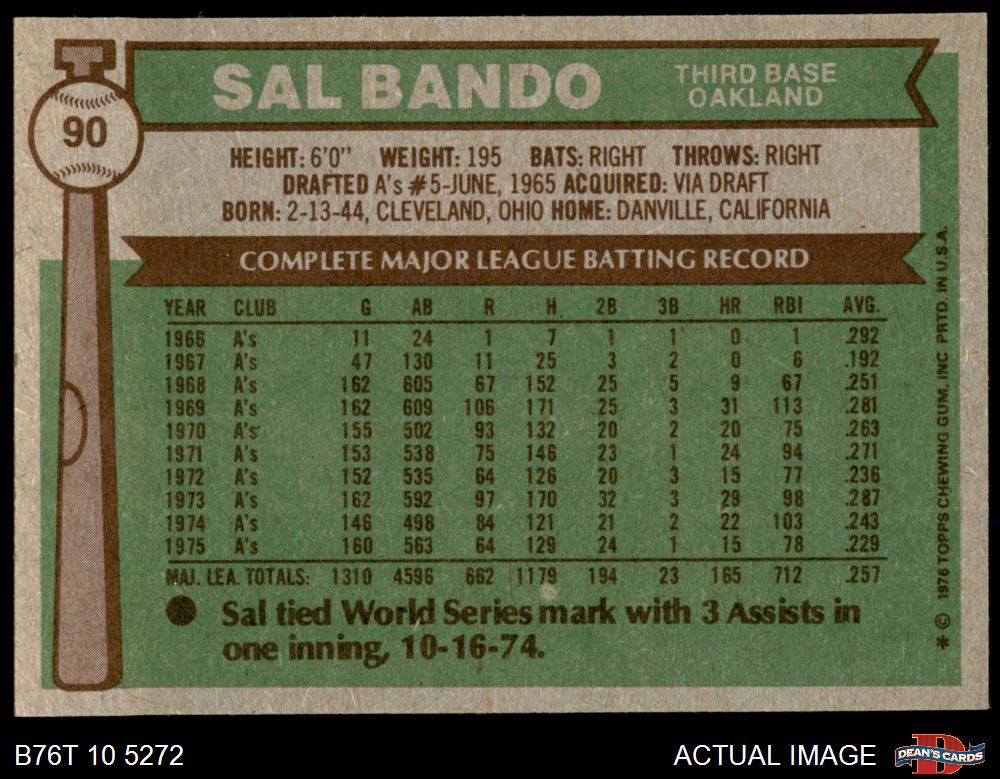 90
SAL BANDO
THIRD BASE
OAKLAND
HEIGHT: 6'0" WEIGHT: 195 BATS: RIGHT THROWS: RIGHT
DRAFTED A's #5-JUNE, 1965 ACQUIRED: VIA DRAFT
BORN: 2-13-44, CLEVELAND, OHIO HOME: DANVILLE, CALIFORNIA
COMPLETE MAJOR LEAGUE BATTING RECORD
YEAR CLUB G AB R H 2B 3B HR RBI AVG.
1966 A's 11 24 1 7 1 1 0 1 .292
1967 A's 47 130 11 25 3 2 0 6 .192
1968 A's 162 605 67 152 25 5 9 67 .251
1969 A's 162 609 106 171 25 3 31 113 .281
1970 A's 155 502 93 132 20 2 20 75 .263
1971 A's 153 538 75 146 23 1 24 94 .271
1972 A's 152 535 64 126 20 3 15 77 .236
1973 A's 162 592 97 170 32 3 29 98 .287
1974 A's 146 498 84 121 21 2 22 103 .243
1975 A's 160 563 64 129 24 1 15 78 .229
MAJ. LEA. TOTALS: 1310 4596 662 1179 194 23 165 712 .257
● Sal tied World Series mark with 3 Assists in
one inning, 10-16-74.
* © 1976 TOPPS CHEWING GUM, INC PRTD. IN U.S.A.
B76T 10 5272
ACTUAL IMAGE
DEAN'S CARDS